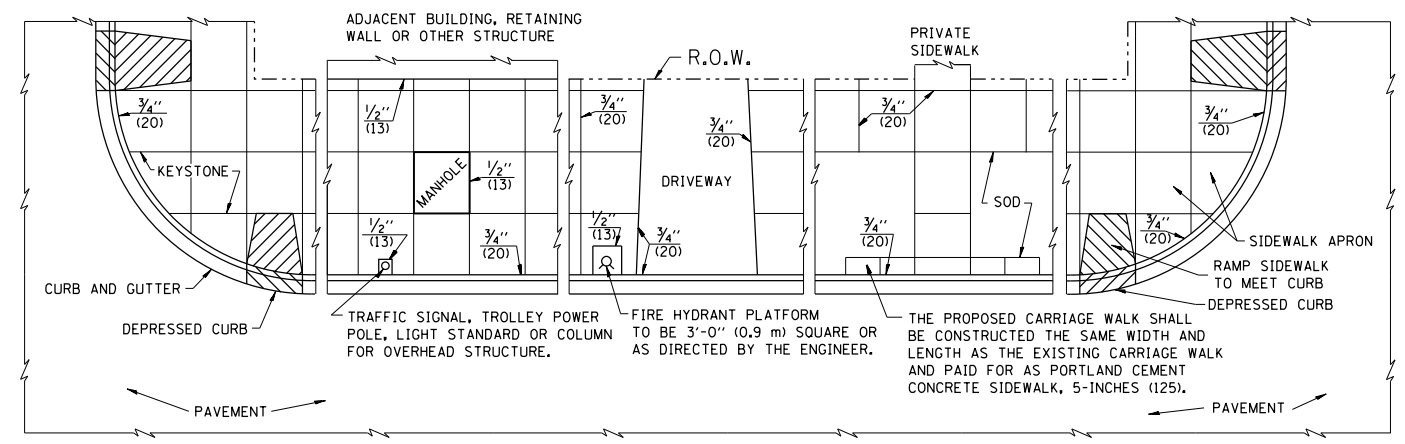 ADJACENT BUILDING, RETAINING
WALL OR OTHER STRUCTURE
R.O.W.
PRIVATE
SIDEWALK
3/4"
(20)
1/2"
(13)
3/4"
(20)
3/4"
(20)
3/4"
(20)
3/4"
(20)
KEYSTONE
MANHOLE
1/2"
(13)
DRIVEWAY
SOD
1/2"
(13)
3/4"
(20)
1/2"
(13)
3/4"
(20)
3/4"
(20)
3/4"
(20)
SIDEWALK APRON
RAMP SIDEWALK
TO MEET CURB
DEPRESSED CURB
CURB AND GUTTER
DEPRESSED CURB
TRAFFIC SIGNAL, TROLLEY POWER
POLE, LIGHT STANDARD OR COLUMN
FOR OVERHEAD STRUCTURE.
FIRE HYDRANT PLATFORM
TO BE 3'-0" (0.9 m) SQUARE OR
AS DIRECTED BY THE ENGINEER.
THE PROPOSED CARRIAGE WALK SHALL
BE CONSTRUCTED THE SAME WIDTH AND
LENGTH AS THE EXISTING CARRIAGE WALK
AND PAID FOR AS PORTLAND CEMENT
CONCRETE SIDEWALK, 5-INCHES (125).
PAVEMENT
PAVEMENT